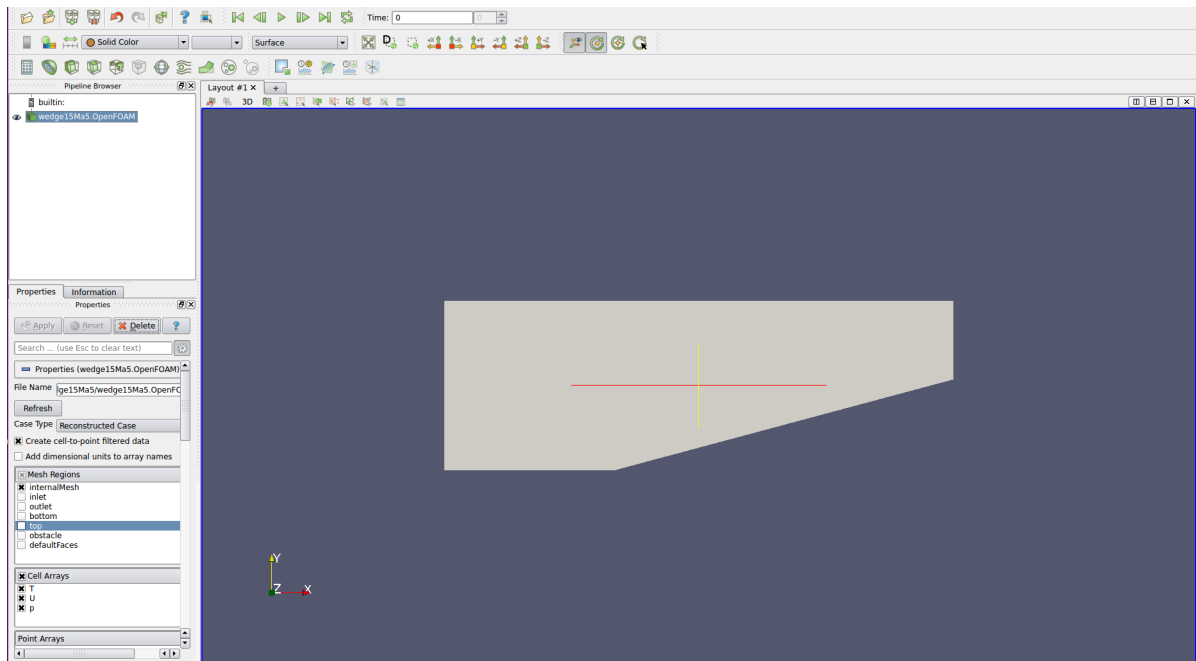 Time: 0
0
Solid Color
Surface
Pipeline Browser
Layout #1 X +
3D
builtin:
wedge15Ma5.OpenFOAM
Properties Information
Properties
Apply Reset Delete ?
Search ... (use Esc to clear text)
Properties (wedge15Ma5.OpenFOAM)
File Name ge15Ma5/wedge15Ma5.OpenFO
Refresh
Case Type Reconstructed Case
Create cell-to-point filtered data
Add dimensional units to array names
Mesh Regions
internalMesh
inlet
outlet
bottom
top
obstacle
defaultFaces
Cell Arrays
T
U
p
Point Arrays
Y
Z X